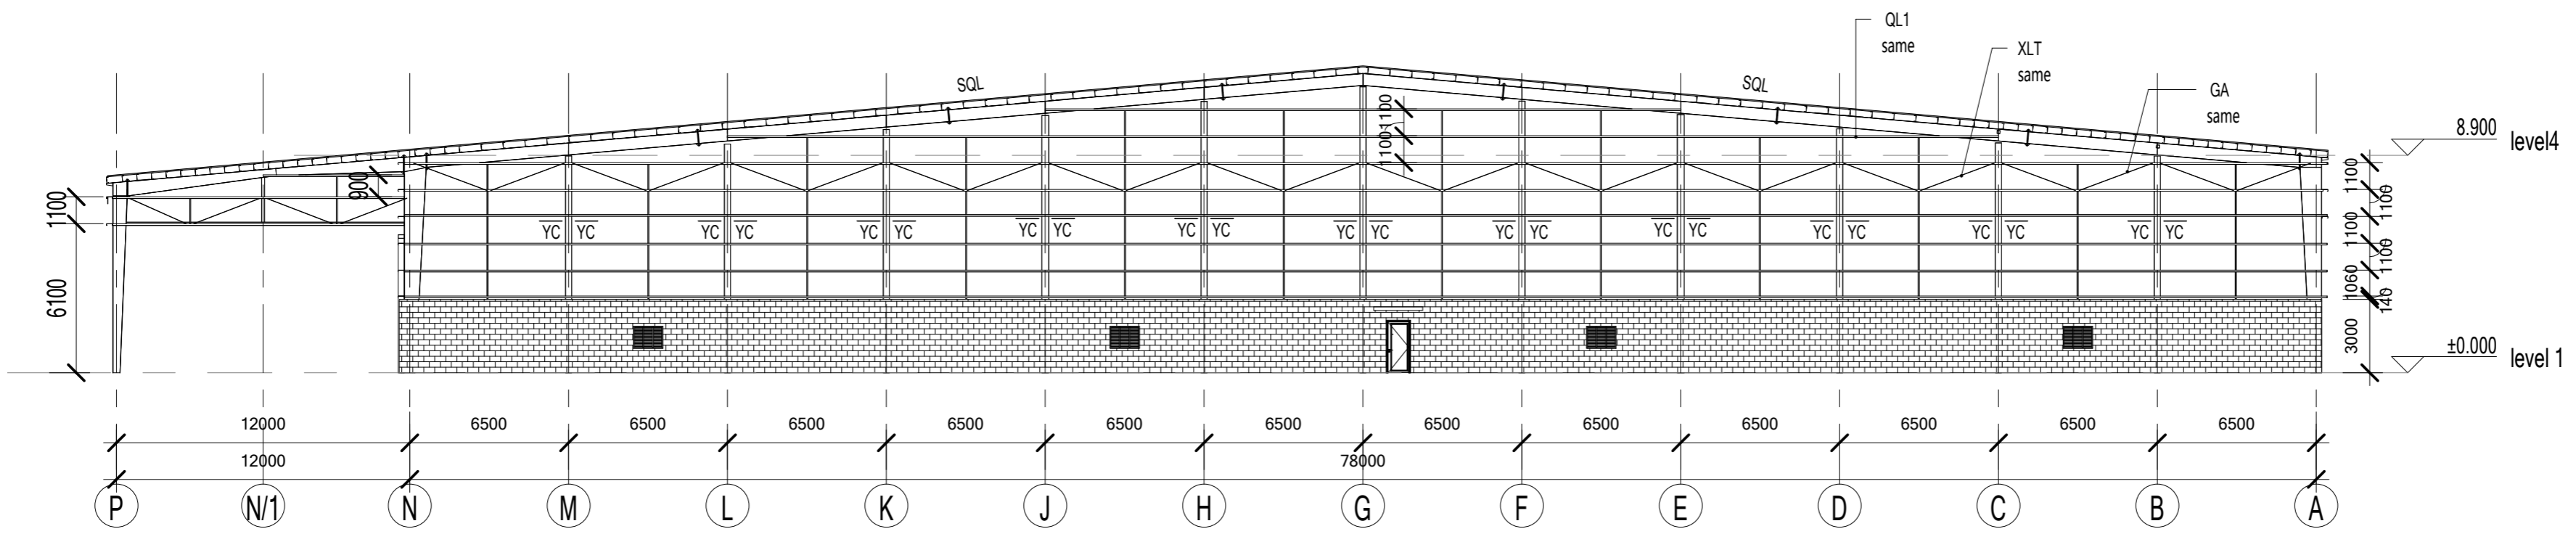 QL1
same
XLT
same
GA
same
SQL
SQL
8.900
level4
1100
1100
900
1100
6100
1100
1100
1100
1100
1100
1060
140
3000
YC YC YC YC YC YC YC YC YC YC YC YC YC YC YC YC YC YC YC YC YC YC
±0.000
level 1
12000 6500 6500 6500 6500 6500 6500 6500 6500 6500 6500 6500 6500
12000 78000
P N/1 N M L K J H G F E D C B A